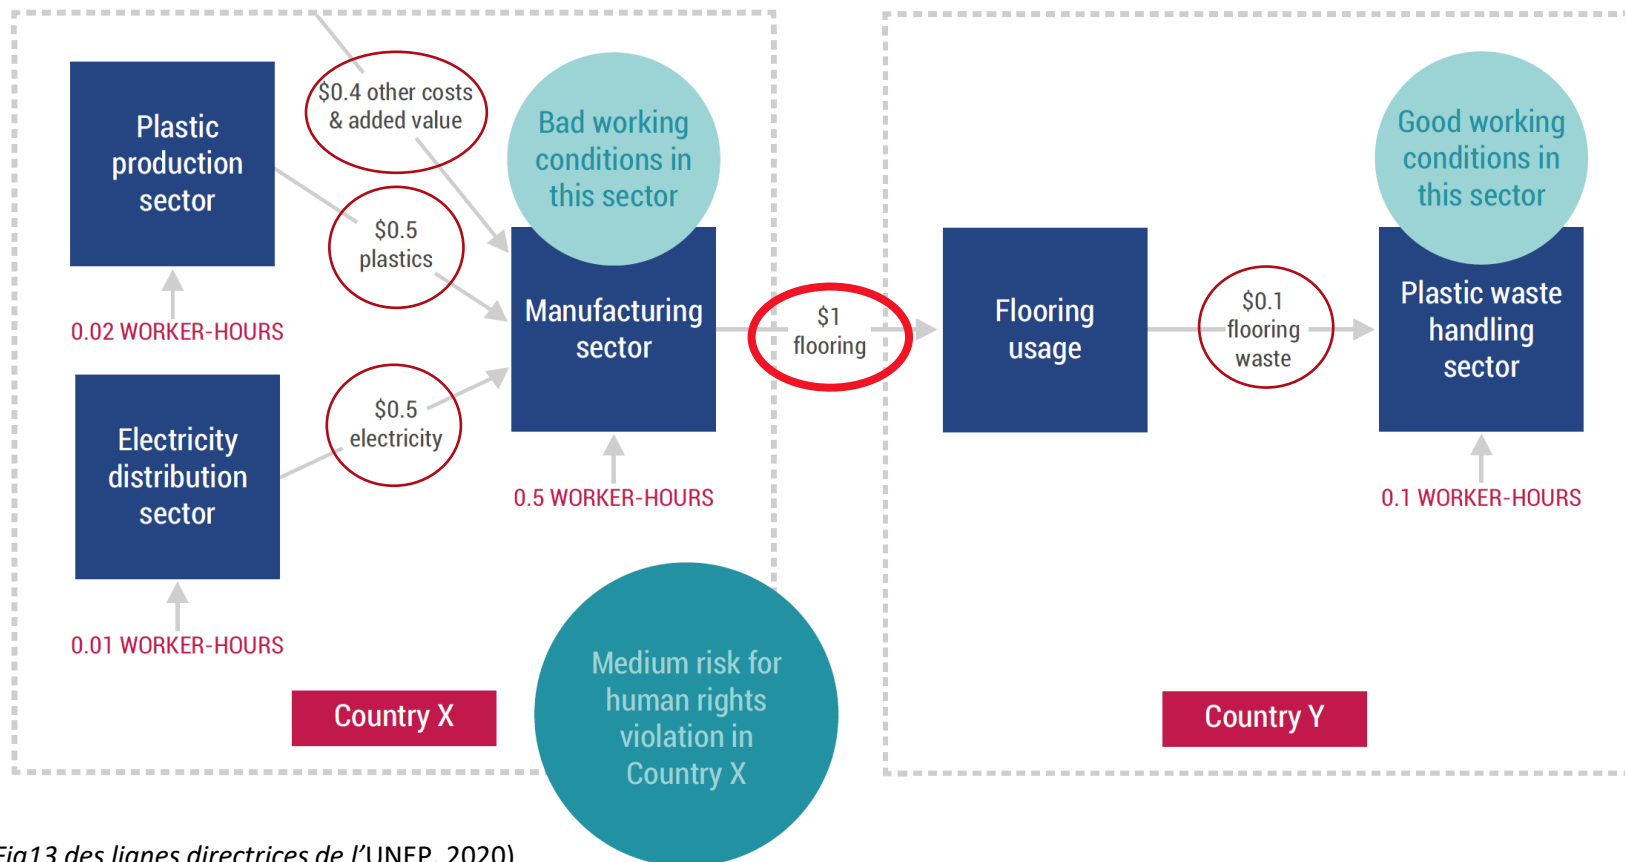 $0.4 other costs
& added value
Plastic
production
sector
$0.5
plastics
0.02 WORKER-HOURS
Electricity
distribution
sector
$0.5
electricity
0.01 WORKER-HOURS
Bad working
conditions in
this sector
Manufacturing
sector
0.5 WORKER-HOURS
$1
flooring
Medium risk for
human rights
violation in
Country X
Country X
Flooring
usage
$0.1
flooring
waste
Good working
conditions in
this sector
Plastic waste
handling
sector
0.1 WORKER-HOURS
Country Y
Fig13 des lignes directrices de l'UNEP, 2020)